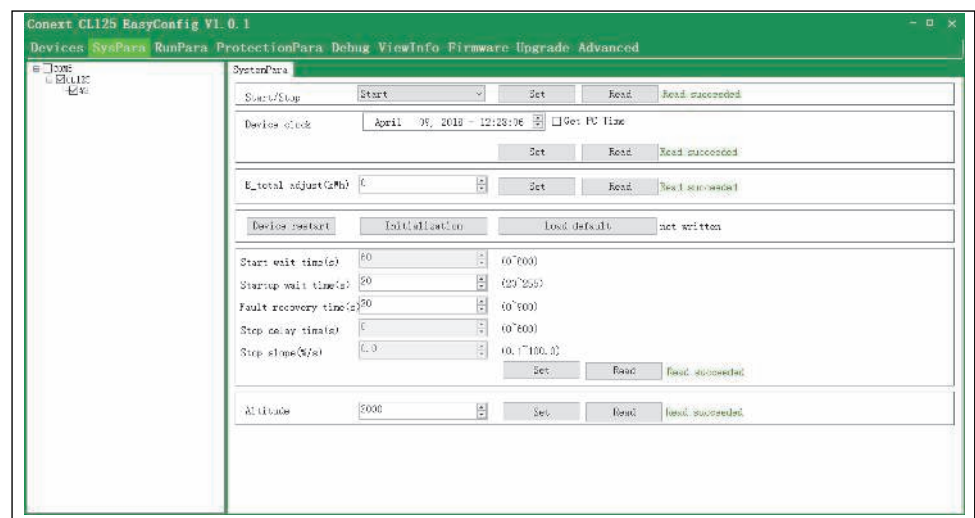 Conext CL125 EasyConfig V1.0.1
Devices SysPara RunPara ProtectionPara Debug ViewInfo Firmware Upgrade Advanced
CL125
SystemPara
Start/Stop Start Set Read Read succeeded
Device clock April 09, 2018 - 12:28:06 Get PC Time
Set Read Read succeeded
E_total adjust(kWh) 0 Set Read Read succeeded
Device restart Initialization Load default not written
Start wait time(s) 60 (0~600)
Startup wait time(s) 20 (20~255)
Fault recovery time(s) (0~900)
Stop delay time(s) (0~600)
Stop slope(%/s) 0.0 (0.1~100.0)
Set Read Read succeeded
Altitude Set Read Read succeeded